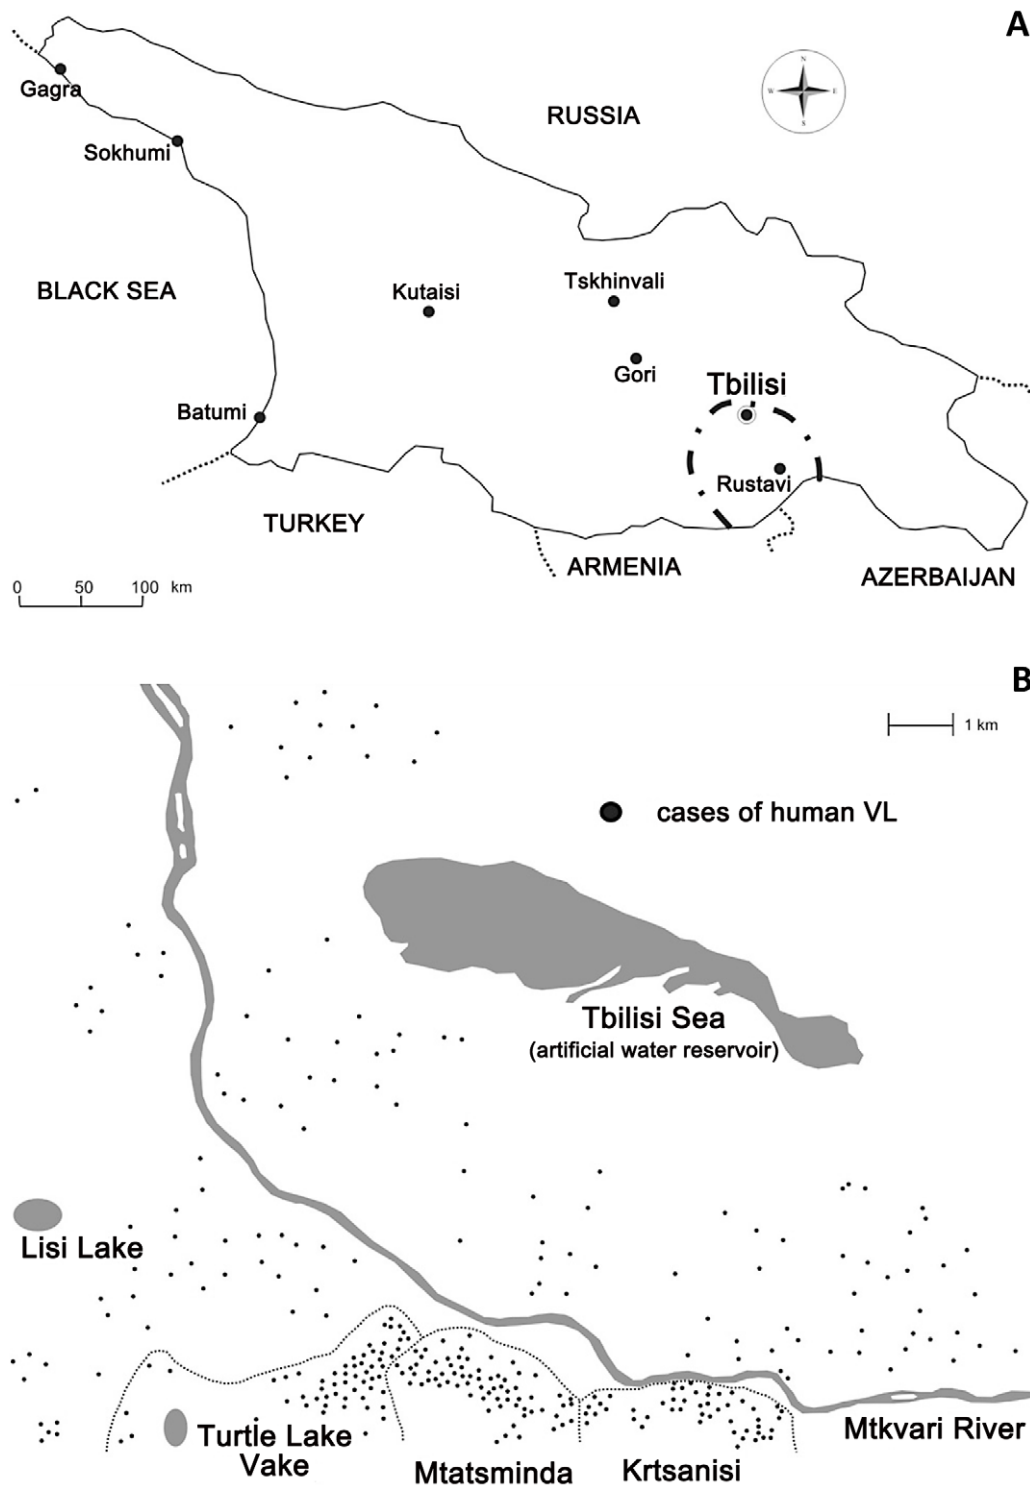 A
N
W E
S
Gagra
RUSSIA
Sokhumi
BLACK SEA
Kutaisi
Tskhinvali
Gori
Tbilisi
Batumi
Rustavi
TURKEY
ARMENIA
AZERBAIJAN
0 50 100 km
B
1 km
cases of human VL
Tbilisi Sea
(artificial water reservoir)
Lisi Lake
Turtle Lake
Vake
Mtatsminda
Krtsanisi
Mtkvari River